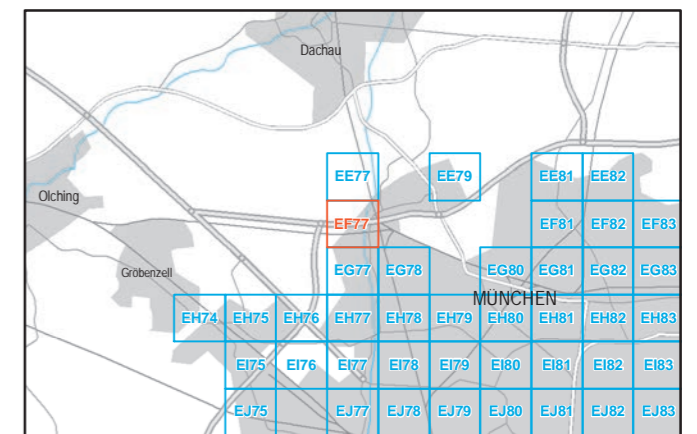 Dachau
EE77 EE79 EE81 EE82
Olching
EF77 EF81 EF82 EF83
Gröbenzell
EG77 EG78 EG80 EG81 EG82 EG83
MÜNCHEN
EH74 EH75 EH76 EH77 EH78 EH79 EH80 EH81 EH82 EH83
EI75 EI76 EI77 EI78 EI79 EI80 EI81 EI82 EI83
EJ75 EJ77 EJ78 EJ79 EJ80 EJ81 EJ82 EJ83